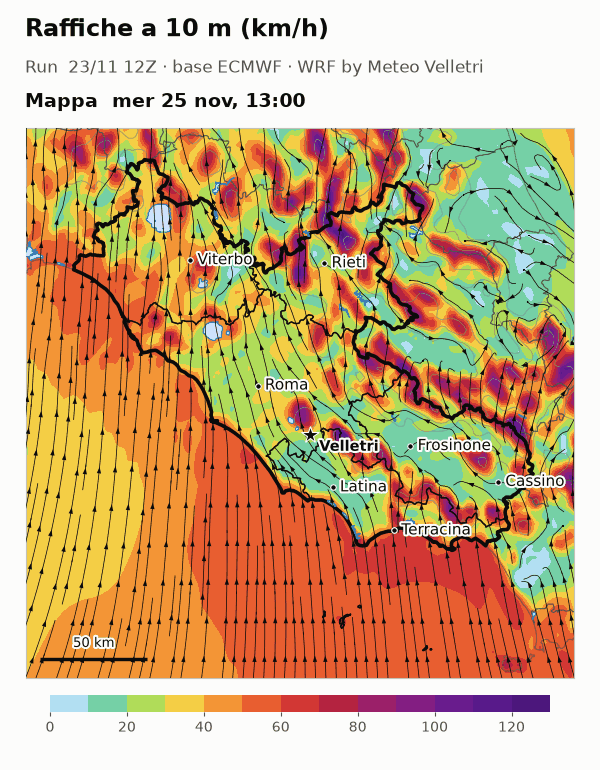 Raffiche a 10 m (km/h)
Run 23/11 12Z · base ECMWF · WRF by Meteo Velletri
Mappa mer 25 nov, 13:00
Viterbo
Rieti
Roma
Velletri
Frosinone
Latina
Cassino
Terracina
50 km
0 20 40 60 80 100 120